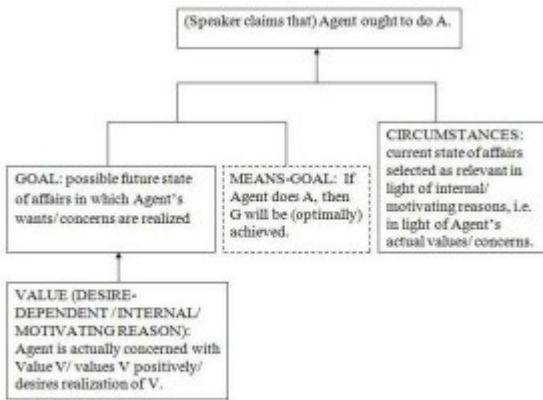 (Speaker claims that) Agent ought to do A.
GOAL: possible future state
of affairs in which Agent's
wants/ concerns are realized
MEANS-GOAL: If
Agent does A, then
G will be (optimally)
achieved.
CIRCUMSTANCES:
current state of affairs
selected as relevant in
light of internal/
motivating reasons, i.e.
in light of Agent's
actual values/ concerns.
VALUE (DESIRE-
DEPENDENT / INTERNAL/
MOTIVATING REASON):
Agent is actually concerned with
Value V/ values V positively/
desires realization of V.